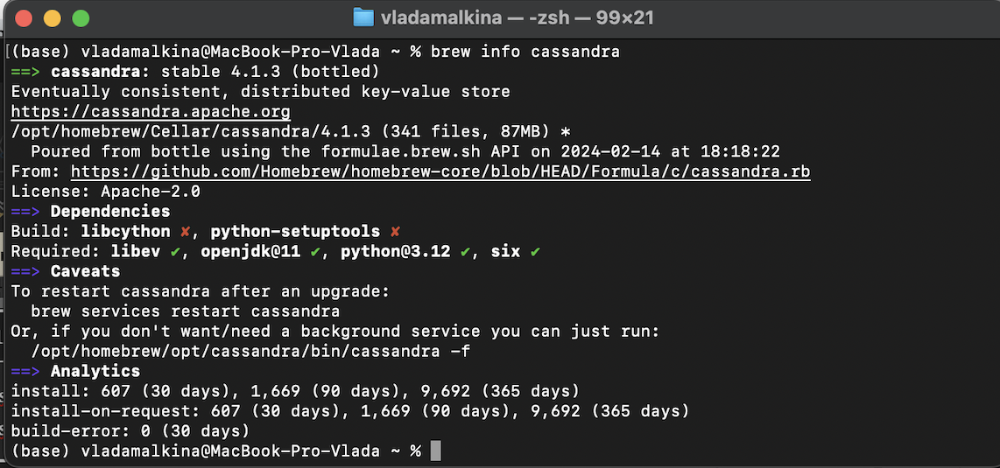 vladamalkina — -zsh — 99×21
(base) vladamalkina@MacBook-Pro-Vlada ~ % brew info cassandra
==> cassandra: stable 4.1.3 (bottled)
Eventually consistent, distributed key-value store
https://cassandra.apache.org
/opt/homebrew/Cellar/cassandra/4.1.3 (341 files, 87MB) *
  Poured from bottle using the formulae.brew.sh API on 2024-02-14 at 18:18:22
From: https://github.com/Homebrew/homebrew-core/blob/HEAD/Formula/c/cassandra.rb
License: Apache-2.0
==> Dependencies
Build: libcython ✘, python-setuptools ✘
Required: libev ✔, openjdk@11 ✔, python@3.12 ✔, six ✔
==> Caveats
To restart cassandra after an upgrade:
  brew services restart cassandra
Or, if you don't want/need a background service you can just run:
  /opt/homebrew/opt/cassandra/bin/cassandra -f
==> Analytics
install: 607 (30 days), 1,669 (90 days), 9,692 (365 days)
install-on-request: 607 (30 days), 1,669 (90 days), 9,692 (365 days)
build-error: 0 (30 days)
(base) vladamalkina@MacBook-Pro-Vlada ~ %